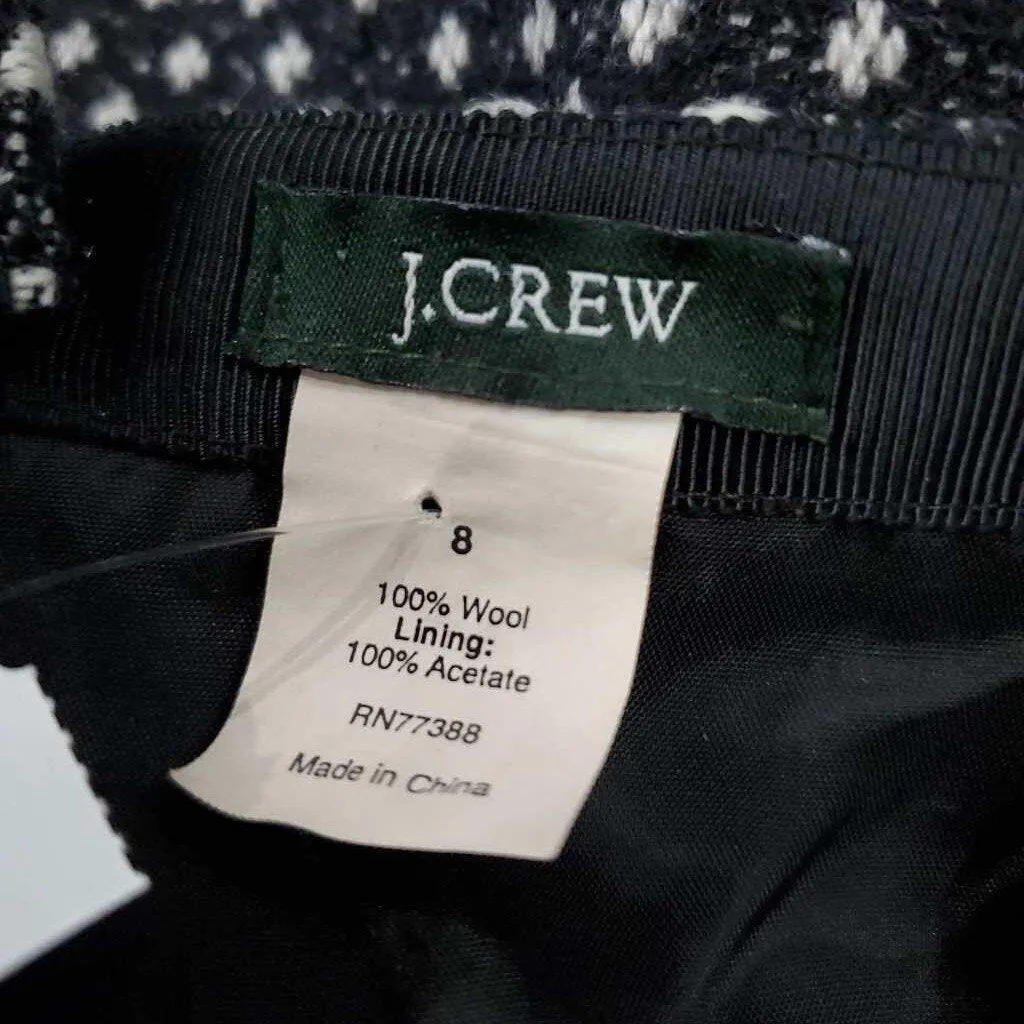 J.CREW
8
100% Wool
Lining:
100% Acetate
RN77388
Made in China